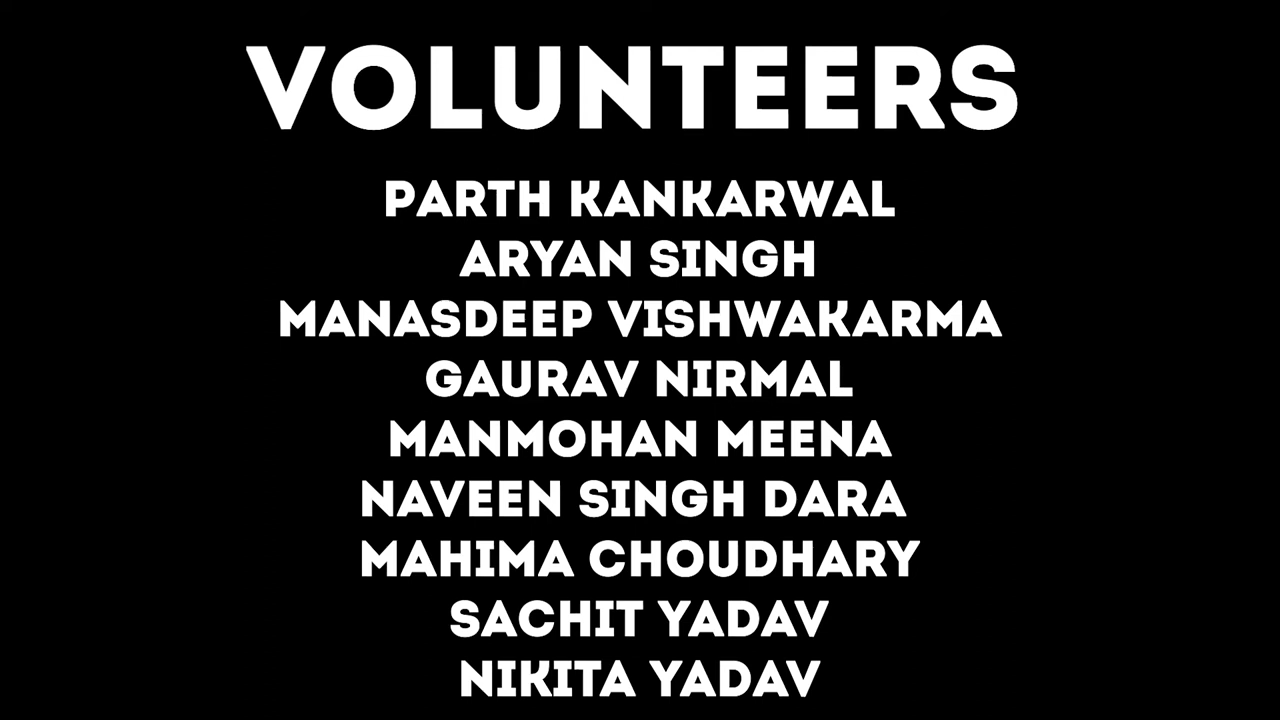 VOLUNTEERS
PARTH KANKARWAL
ARYAN SINGH
MANASDEEP VISHWAKARMA
GAURAV NIRMAL
MANMOHAN MEENA
NAVEEN SINGH DARA
MAHIMA CHOUDHARY
SACHIT YADAV
NIKITA YADAV